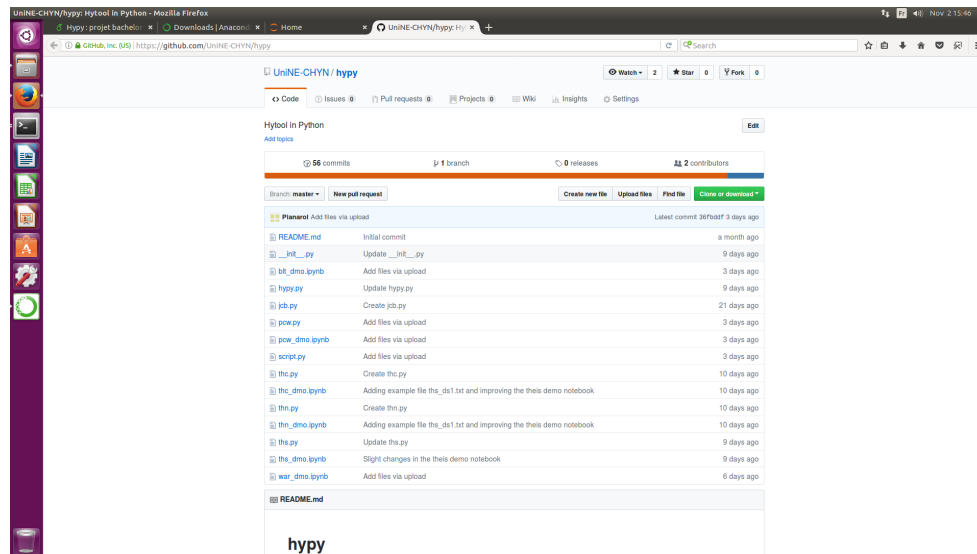 UniNE-CHYN/hypy: Hytool in Python - Mozilla Firefox
Fr
Nov 2 15:46
Hypy : projet bachelor
Downloads | Anaconda
Home
UniNE-CHYN/hypy: Hy
GitHub, Inc. (US) https://github.com/UniNE-CHYN/hypy
Search
UniNE-CHYN / hypy
Watch 2 Star 0 Fork 0
Code Issues 0 Pull requests 0 Projects 0 Wiki Insights Settings
Hytool in Python Edit
Add topics
56 commits 1 branch 0 releases 2 contributors
Branch: master New pull request Create new file Upload files Find file Clone or download
Planarol Add files via upload Latest commit 36fbddf 3 days ago
README.md Initial commit a month ago
__init__.py Update __init__.py 9 days ago
blt_dmo.ipynb Add files via upload 3 days ago
hypy.py Update hypy.py 9 days ago
jcb.py Create jcb.py 21 days ago
pcw.py Add files via upload 3 days ago
pcw_dmo.ipynb Add files via upload 3 days ago
script.py Add files via upload 3 days ago
thc.py Create thc.py 10 days ago
thc_dmo.ipynb Adding example file ths_ds1.txt and improving the theis demo notebook 10 days ago
thn.py Create thn.py 10 days ago
thn_dmo.ipynb Adding example file ths_ds1.txt and improving the theis demo notebook 10 days ago
ths.py Update ths.py 9 days ago
ths_dmo.ipynb Slight changes in the theis demo notebook 9 days ago
war_dmo.ipynb Add files via upload 6 days ago
README.md
hypy